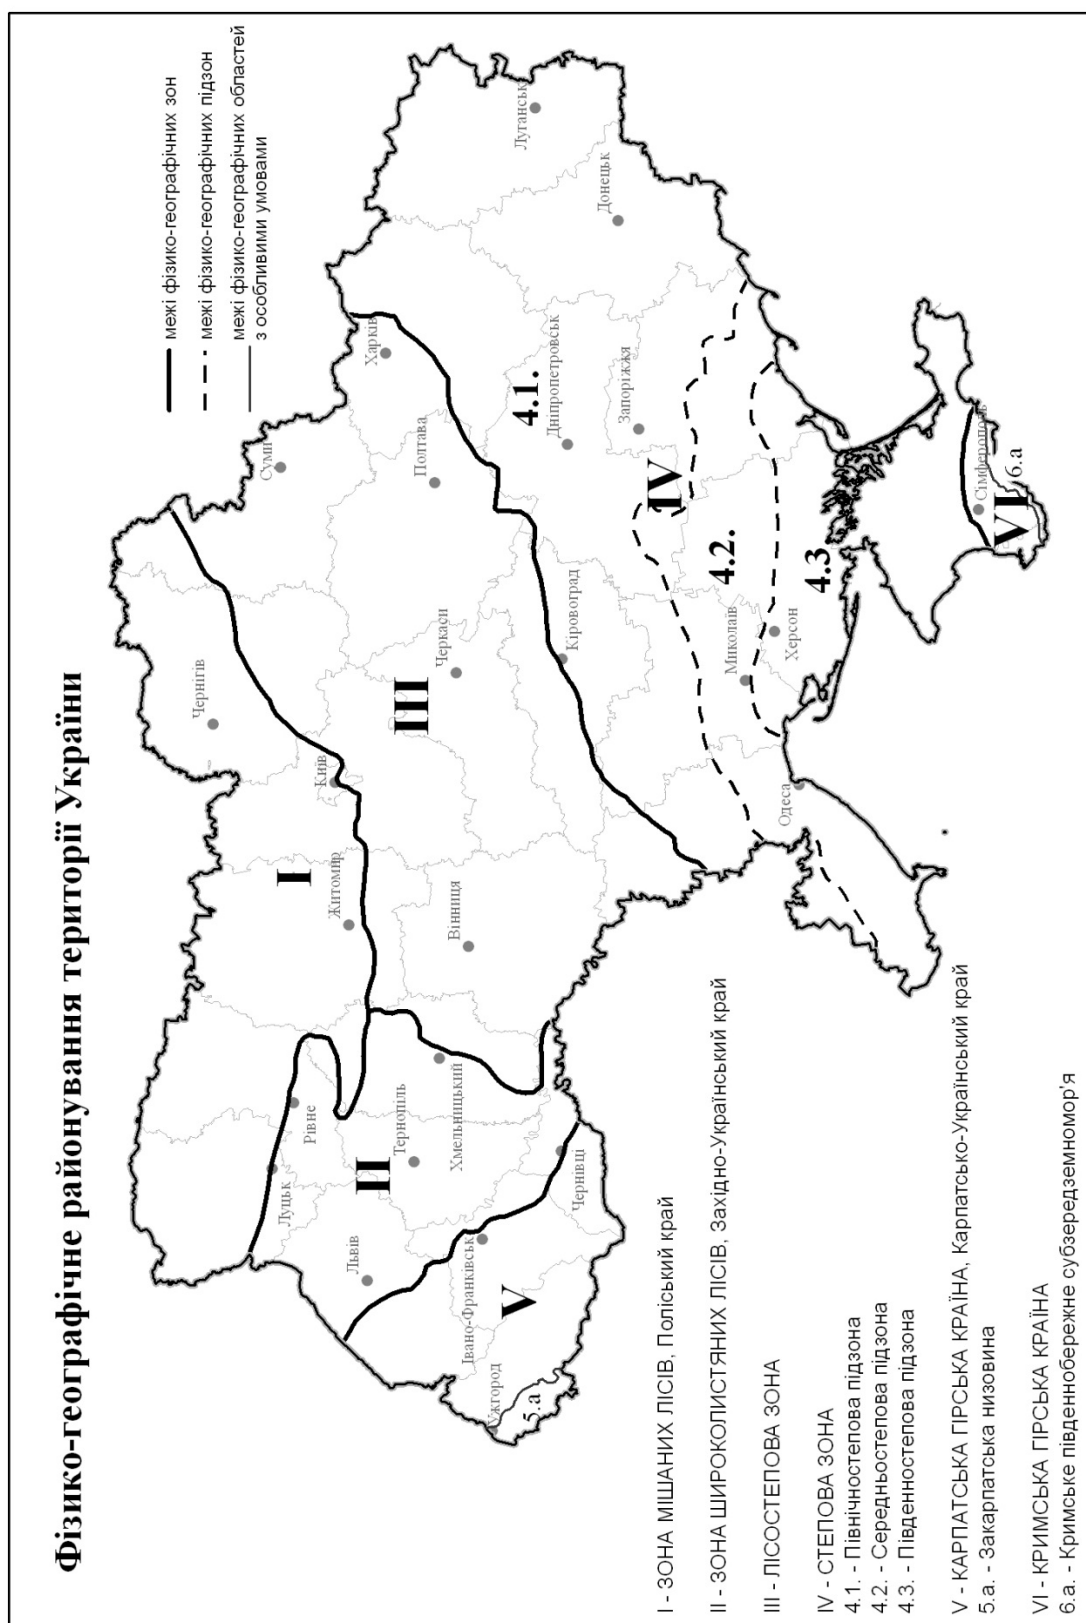 Фізико-географічне районування території України
межі фізико-географічних зон
межі фізико-географічних підзон
межі фізико-географічних областей
з особливими умовами
Чернігів
Суми
Луцьк
Рівне
Житомир
Київ
I
Львів
II
Тернопіль
Хмельницький
Вінниця
III
Черкаси
Полтава
Харків
Луганськ
Ужгород
5.а
Івано-Франківськ
V
Чернівці
Кіровоград
4.1.
Дніпропетровськ
Донецьк
Запоріжжя
IV
4.2.
Миколаїв
Одеса
Херсон
4.3
Сімферополь
VI
6.а
I - ЗОНА МІШАНИХ ЛІСІВ, Поліський край
II - ЗОНА ШИРОКОЛИСТЯНИХ ЛІСІВ, Західно-Український край
III - ЛІСОСТЕПОВА ЗОНА
IV - СТЕПОВА ЗОНА
4.1. - Північностепова підзона
4.2. - Середньостепова підзона
4.3. - Південностепова підзона
V - КАРПАТСЬКА ГІРСЬКА КРАЇНА, Карпатсько-Український край
5.а. - Закарпатська низовина
VI - КРИМСЬКА ГІРСЬКА КРАЇНА
6.а. - Кримське південнобережне субзередземномор'я